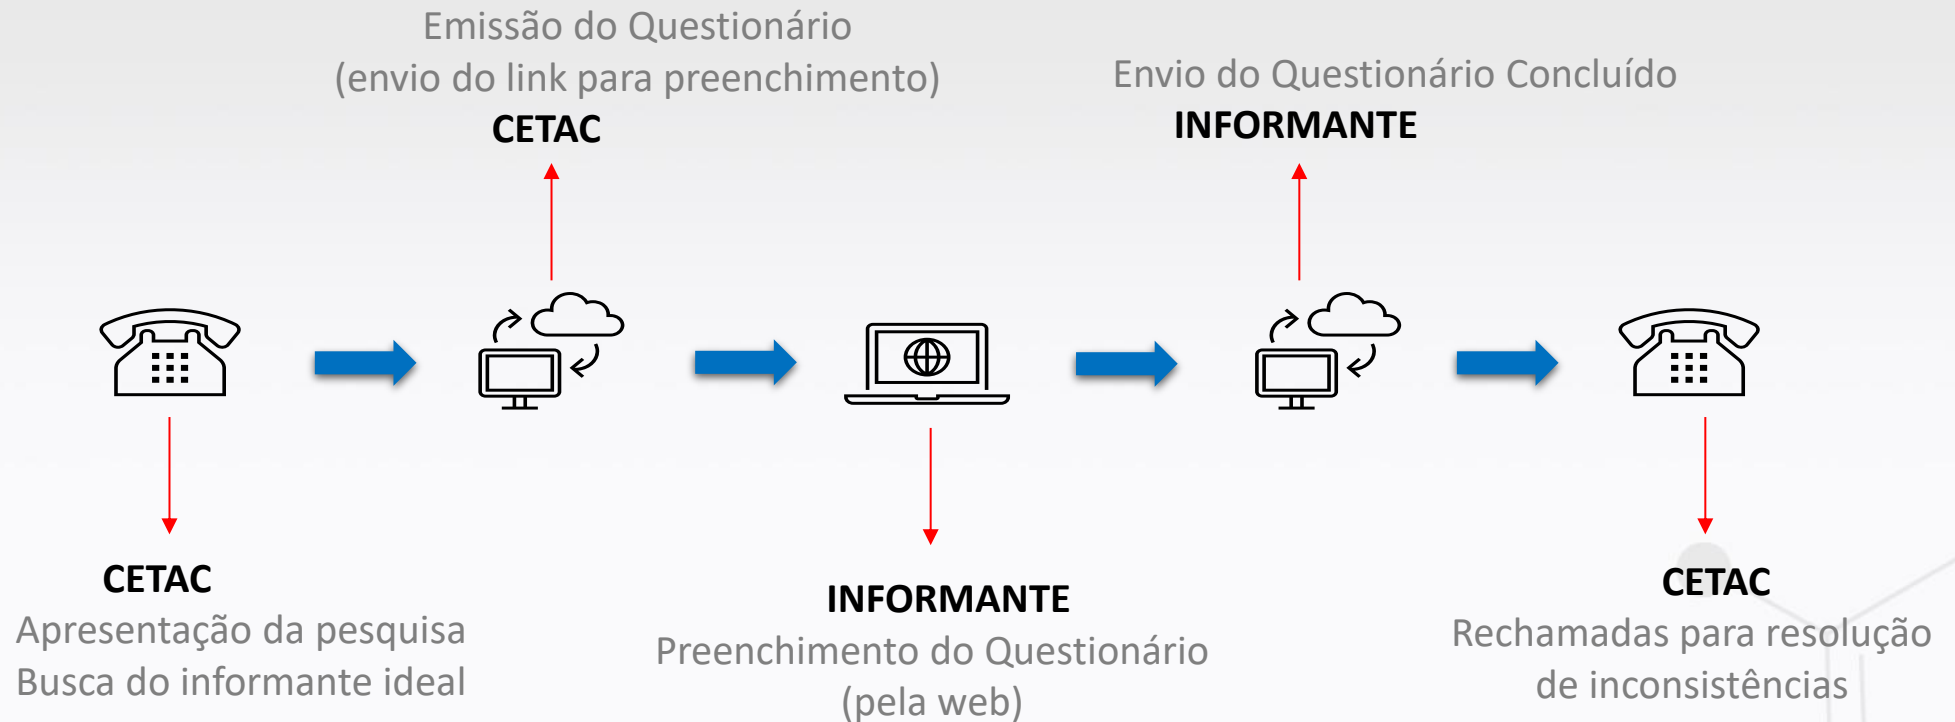 Emissão do Questionário
(envio do link para preenchimento)
CETAC
Envio do Questionário Concluído
INFORMANTE
CETAC
Apresentação da pesquisa
Busca do informante ideal
INFORMANTE
Preenchimento do Questionário
(pela web)
CETAC
Rechamadas para resolução
de inconsistências